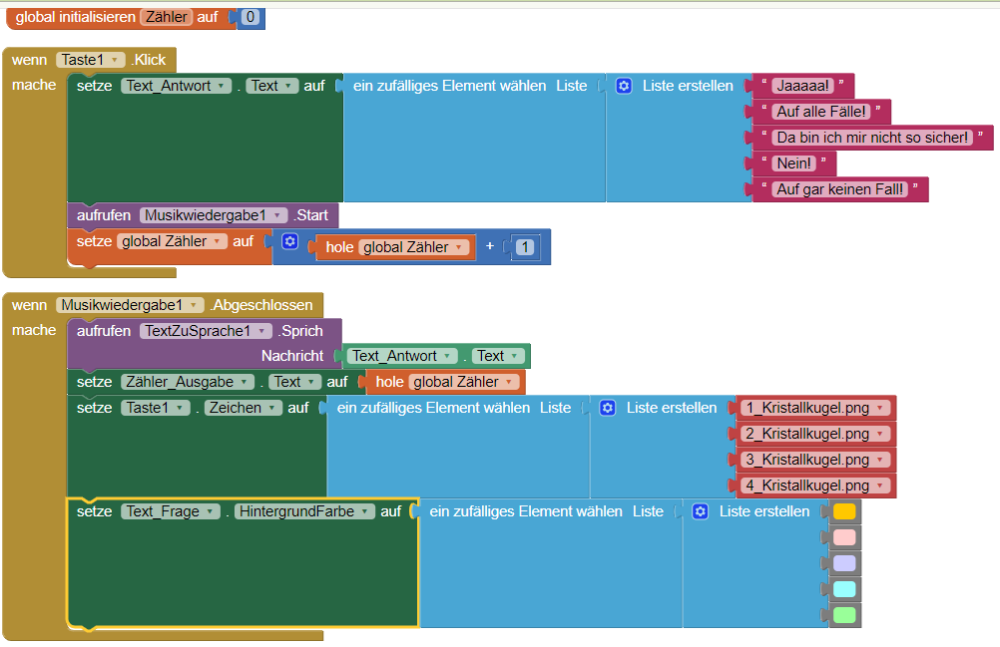 global initialisieren Zähler auf 0
wenn Taste1 .Klick
mache setze Text_Antwort . Text auf ein zufälliges Element wählen Liste Liste erstellen " Jaaaaa! "
" Auf alle Fälle! "
" Da bin ich mir nicht so sicher! "
" Nein! "
" Auf gar keinen Fall! "
aufrufen Musikwiedergabe1 .Start
setze global Zähler auf hole global Zähler + 1
wenn Musikwiedergabe1 .Abgeschlossen
mache aufrufen TextZuSprache1 .Sprich
Nachricht Text_Antwort . Text
setze Zähler_Ausgabe . Text auf hole global Zähler
setze Taste1 . Zeichen auf ein zufälliges Element wählen Liste Liste erstellen 1_Kristallkugel.png
2_Kristallkugel.png
3_Kristallkugel.png
4_Kristallkugel.png
setze Text_Frage . HintergrundFarbe auf ein zufälliges Element wählen Liste Liste erstellen